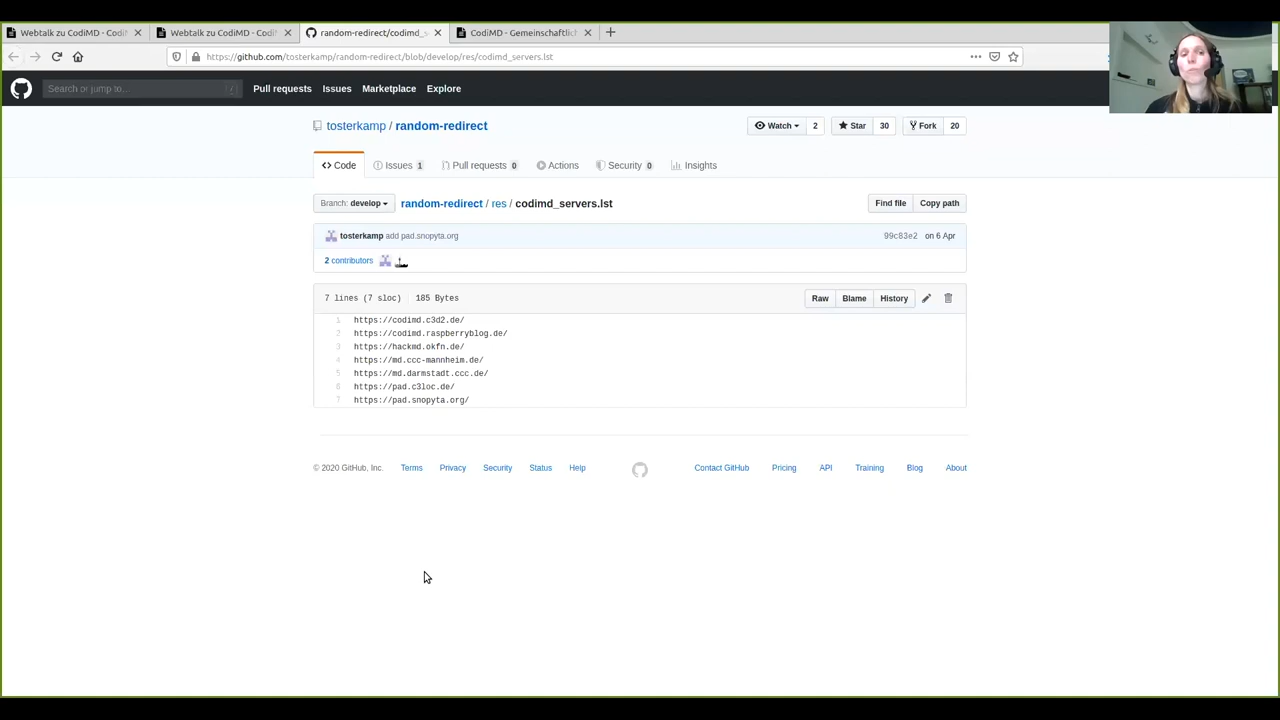 Webtalk zu CodiMD - Codi
Webtalk zu CodiMD - Codi
random-redirect/codimd_s
CodiMD - Gemeinschaftlic
https://github.com/tosterkamp/random-redirect/blob/develop/res/codimd_servers.lst
Search or jump to... /
Pull requests Issues Marketplace Explore
tosterkamp / random-redirect
Watch 2 Star 30 Fork 20
Code Issues 1 Pull requests 0 Actions Security 0 Insights
Branch: develop random-redirect / res / codimd_servers.lst Find file Copy path
tosterkamp add pad.snopyta.org 99c83e2 on 6 Apr
2 contributors
7 lines (7 sloc) 185 Bytes Raw Blame History
1 https://codimd.c3d2.de/
2 https://codimd.raspberryblog.de/
3 https://hackmd.okfn.de/
4 https://md.ccc-mannheim.de/
5 https://md.darmstadt.ccc.de/
6 https://pad.c3loc.de/
7 https://pad.snopyta.org/
© 2020 GitHub, Inc. Terms Privacy Security Status Help Contact GitHub Pricing API Training Blog About